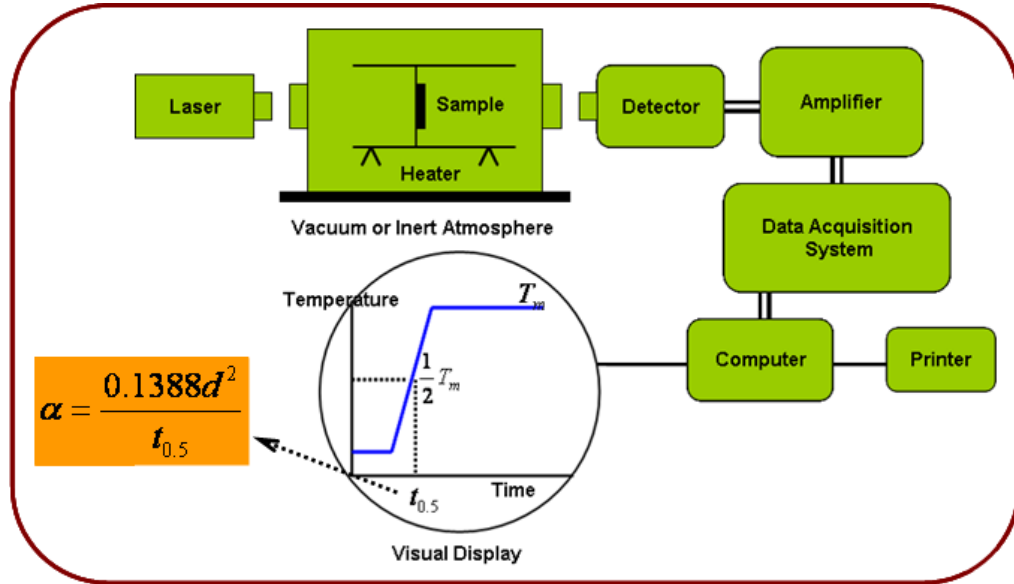 Laser
Sample
Heater
Detector
Amplifier
Vacuum or Inert Atmosphere
Data Acquisition
System
Temperature
T_m
1/2 T_m
Computer
Printer
α = 0.1388d² / t_0.5
Time
t_0.5
Visual Display